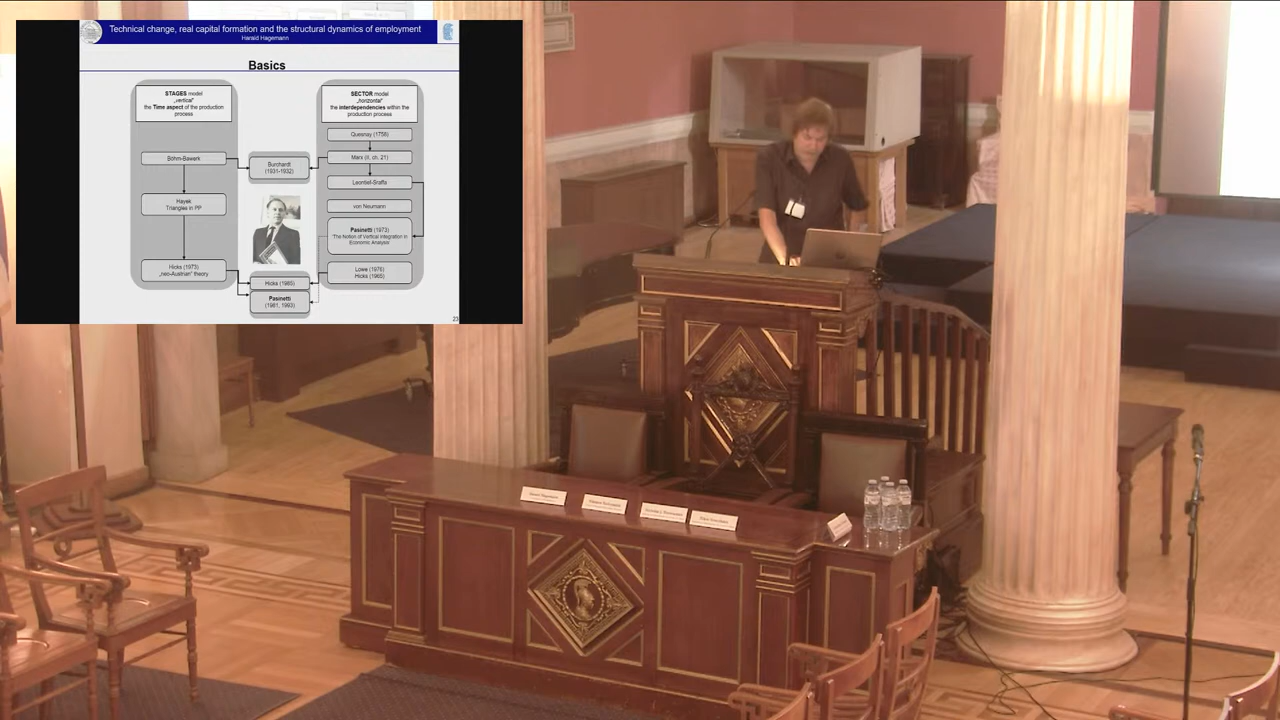 Technical change, real capital formation and the structural dynamics of employment
Harald Hagemann
Basics
STAGES model
„vertical"
the Time aspect of the production
process
Böhm-Bawerk
Hayek
Triangles in PP
Hicks (1973)
„neo-Austrian" theory
Burchardt
(1931-1932)
Hicks (1985)
Pasinetti
(1981, 1993)
SECTOR model
„horizontal"
the interdependencies within the
production process
Quesnay (1758)
Marx (II, ch. 21)
Leontief-Sraffa
von Neumann
Pasinetti (1973)
"The Notion of Vertical Integration in
Economic Analysis
Lowe (1976)
Hicks (1965)
23